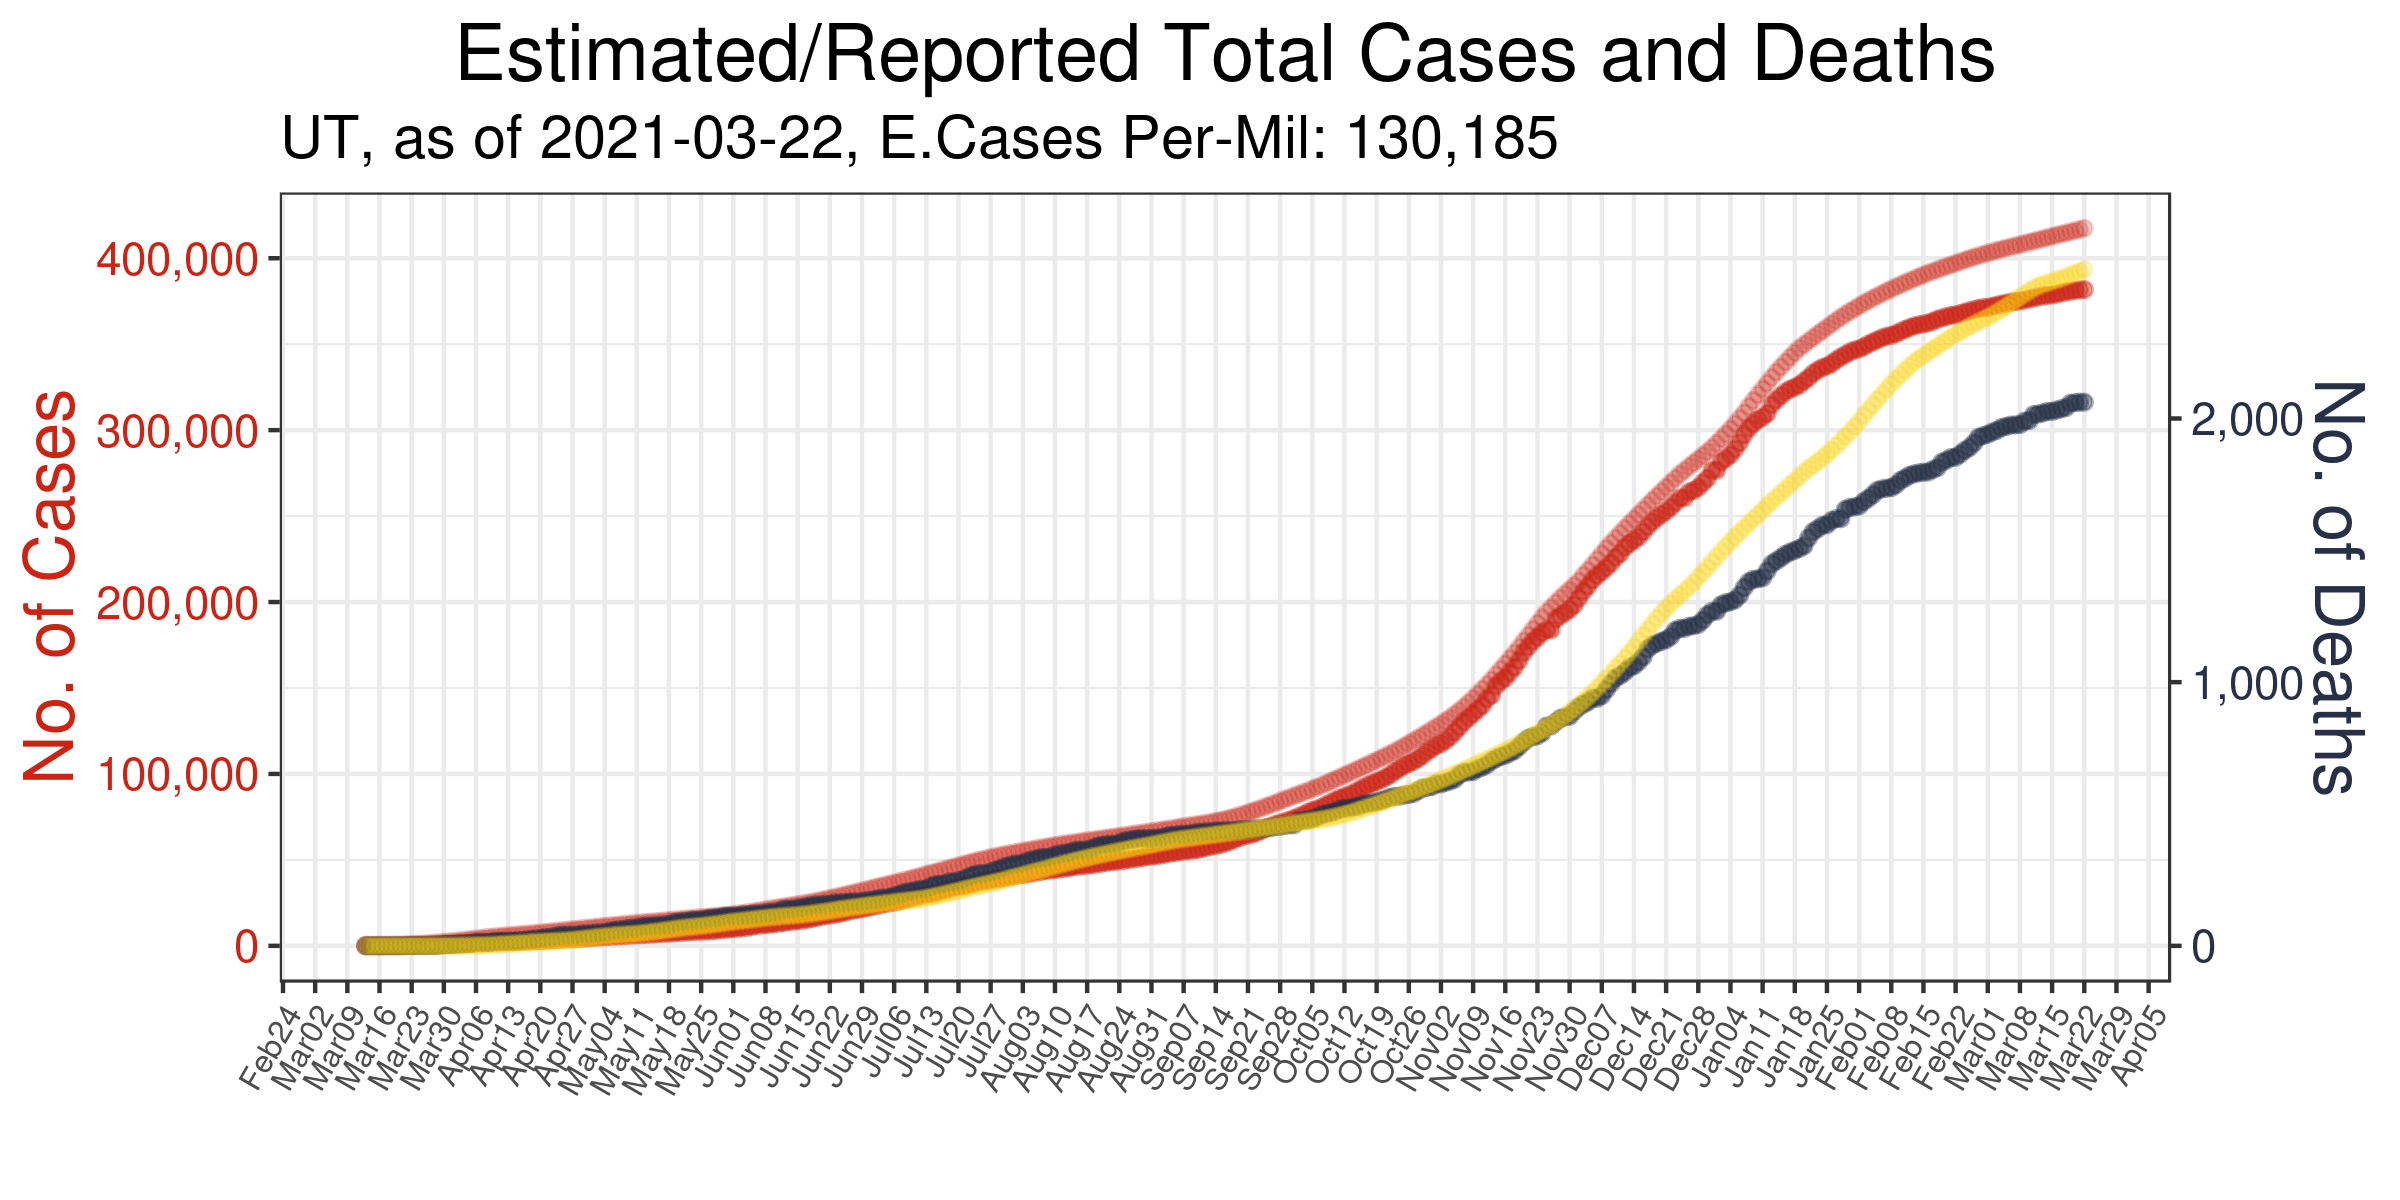 Estimated/Reported Total Cases and Deaths
UT, as of 2021-03-22, E.Cases Per-Mil: 130,185
No. of Cases
400,000
300,000
200,000
100,000
0
2,000
1,000
0
No. of Deaths
Feb24
Mar02
Mar09
Mar16
Mar23
Mar30
Apr06
Apr13
Apr20
Apr27
May04
May11
May18
May25
Jun01
Jun08
Jun15
Jun22
Jun29
Jul06
Jul13
Jul20
Jul27
Aug03
Aug10
Aug17
Aug24
Aug31
Sep07
Sep14
Sep21
Sep28
Oct05
Oct12
Oct19
Oct26
Nov02
Nov09
Nov16
Nov23
Nov30
Dec07
Dec14
Dec21
Dec28
Jan04
Jan11
Jan18
Jan25
Feb01
Feb08
Feb15
Feb22
Mar01
Mar08
Mar15
Mar22
Mar29
Apr05